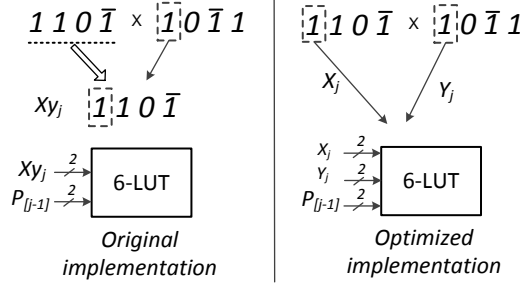 1 1 0 1̅ x 1 0 1̅ 1
Xyⱼ 1 1 0 1̅
Xyⱼ 2
P[j-1] 2
6-LUT
Original
implementation
1 1 0 1̅ x 1 0 1̅ 1
Xⱼ Yⱼ
Xⱼ 2
Yⱼ 2
P[j-1] 2
6-LUT
Optimized
implementation